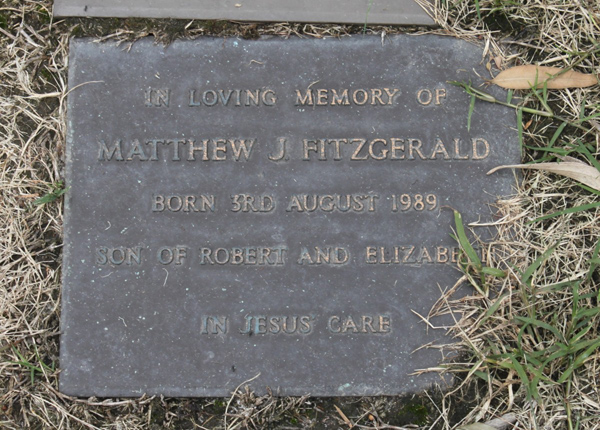 IN LOVING MEMORY OF
MATTHEW J. FITZGERALD
BORN 3RD AUGUST 1989
SON OF ROBERT AND ELIZABETH
IN JESUS CARE